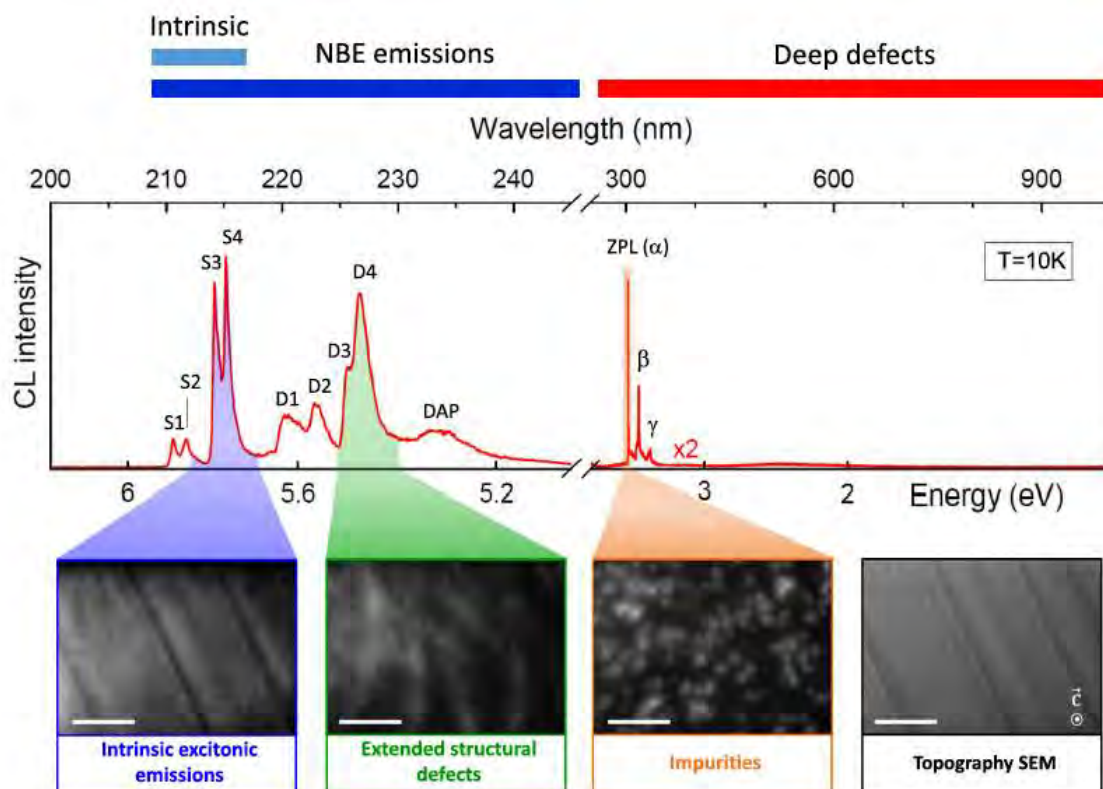 Intrinsic
NBE emissions
Deep defects
Wavelength (nm)
200 210 220 230 240 300 600 900
S4
S3
ZPL (α)
D4
T=10K
CL intensity
S2
D3
β
S1
D1
D2
DAP
γ
x2
6 5.6 5.2 3 2 Energy (eV)
c
Intrinsic excitonic
emissions
Extended structural
defects
Impurities
Topography SEM